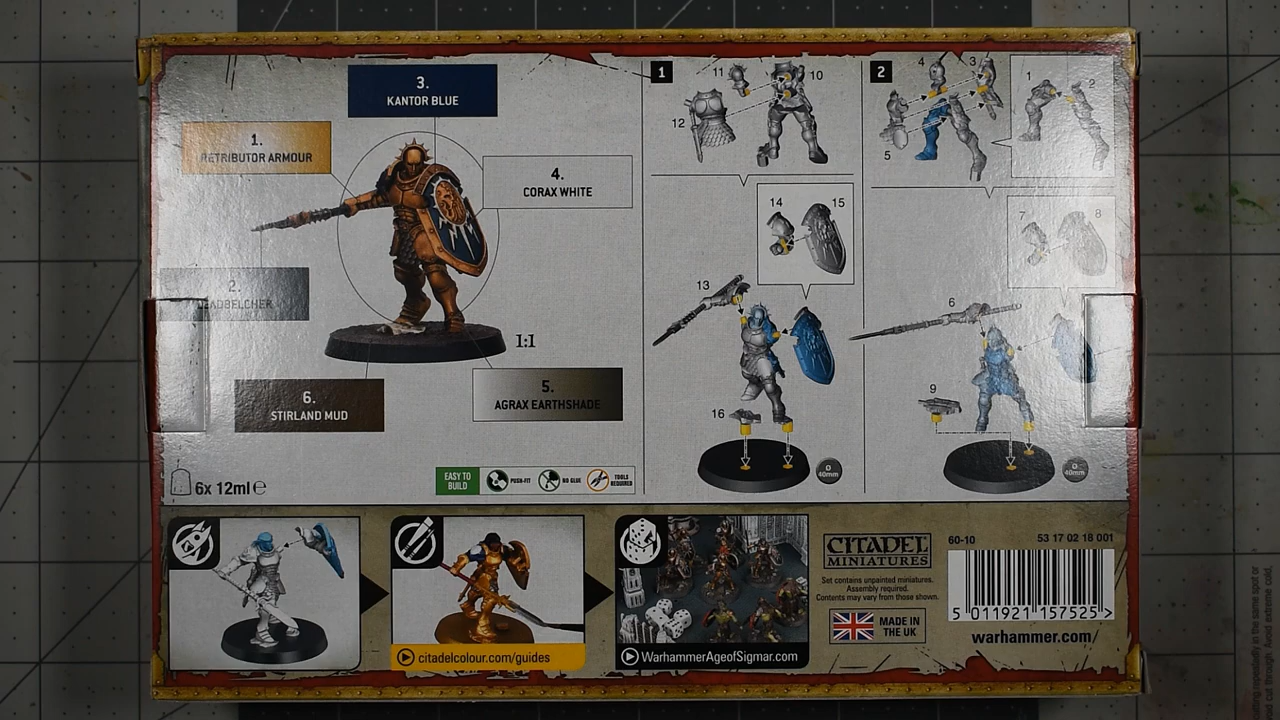 3.
KANTOR BLUE
1.
RETRIBUTOR ARMOUR
4.
CORAX WHITE
2.
LEADBELCHER
1:1
6.
STIRLAND MUD
5.
AGRAX EARTHSHADE
6x 12ml e
EASY TO
BUILD
PUSH-FIT
NO GLUE
TOOLS
REQUIRED
1
11
10
12
14
15
13
16
40mm
2
4
3
5
1
2
7
8
6
9
40mm
citadelcolour.com/guides
WarhammerAgeofSigmar.com
CITADEL
MINIATURES
Set contains unpainted miniatures.
Assembly required.
Contents may vary from those shown.
MADE IN
THE UK
60-10
53 17 02 18 001
5 011921 157525 >
warhammer.com/